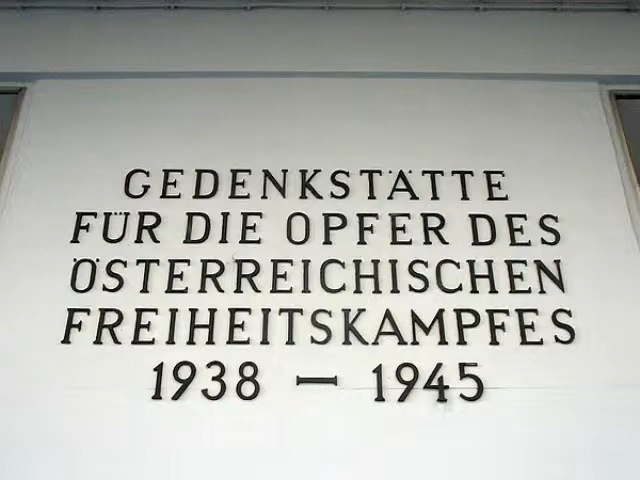 GEDENKSTÄTTE
FÜR DIE OPFER DES
ÖSTERREICHISCHEN
FREIHEITSKAMPFES
1938 — 1945